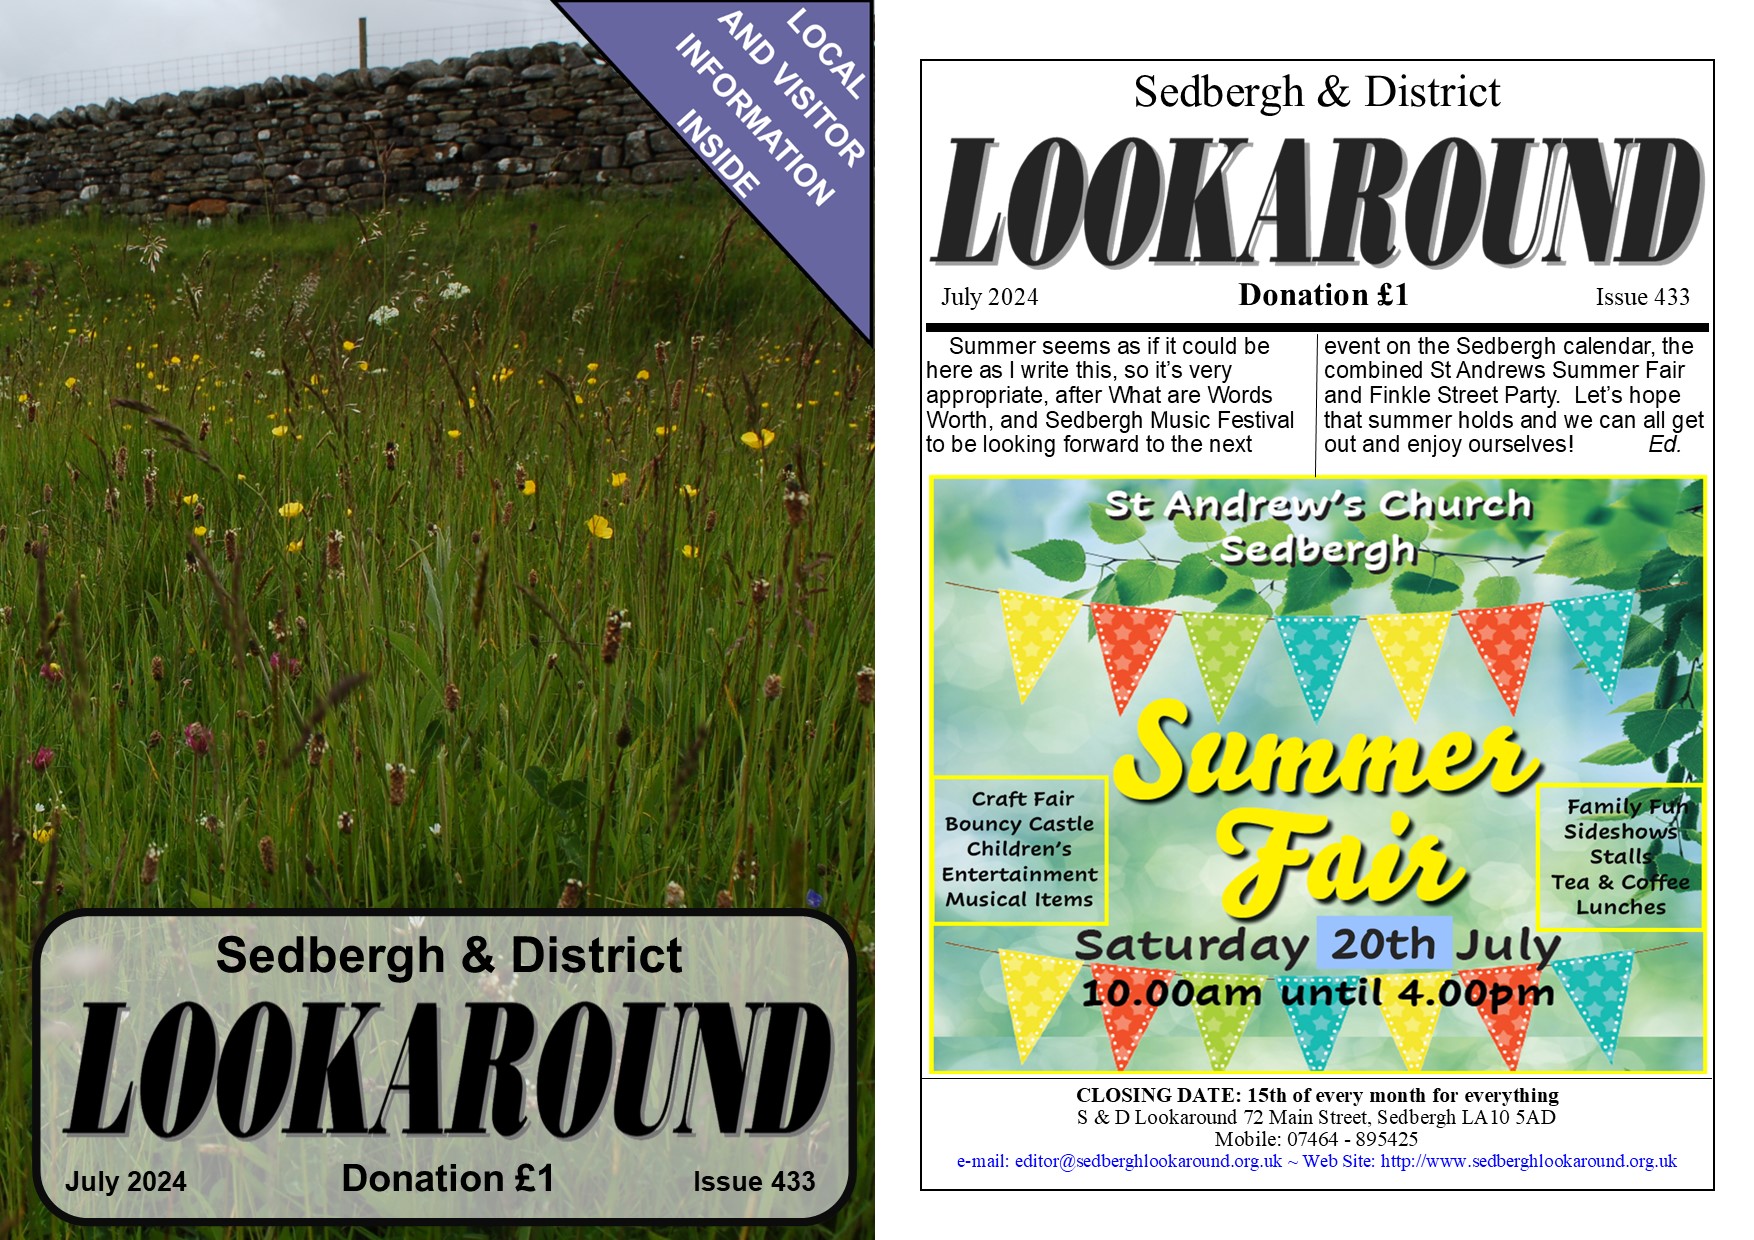 LOCAL
AND VISITOR
INFORMATION
INSIDE
Sedbergh & District
LOOKAROUND
July 2024 Donation £1 Issue 433
Sedbergh & District
LOOKAROUND
July 2024 Donation £1 Issue 433
Summer seems as if it could be
here as I write this, so it’s very
appropriate, after What are Words
Worth, and Sedbergh Music Festival
to be looking forward to the next
event on the Sedbergh calendar, the
combined St Andrews Summer Fair
and Finkle Street Party. Let’s hope
that summer holds and we can all get
out and enjoy ourselves! Ed.
St Andrew’s Church
Sedbergh
Summer
Fair
Craft Fair
Bouncy Castle
Children’s
Entertainment
Musical Items
Family Fun
Sideshows
Stalls
Tea & Coffee
Lunches
Saturday 20th July
10.00am until 4.00pm
CLOSING DATE: 15th of every month for everything
S & D Lookaround 72 Main Street, Sedbergh LA10 5AD
Mobile: 07464 - 895425
e-mail: editor@sedberghlookaround.org.uk ~ Web Site: http://www.sedberghlookaround.org.uk